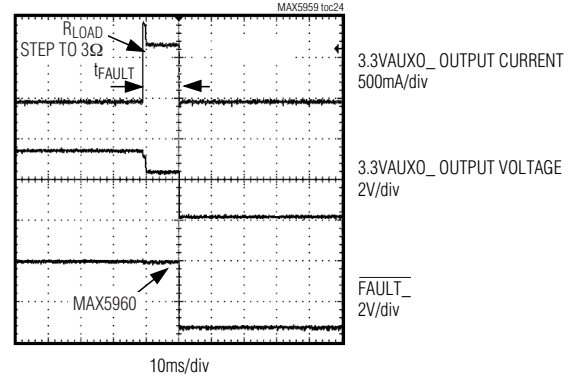 MAX5959 toc24
RLOAD
STEP TO 3Ω
tFAULT
3.3VAUXO_ OUTPUT CURRENT
500mA/div
3.3VAUXO_ OUTPUT VOLTAGE
2V/div
MAX5960
FAULT_
2V/div
10ms/div